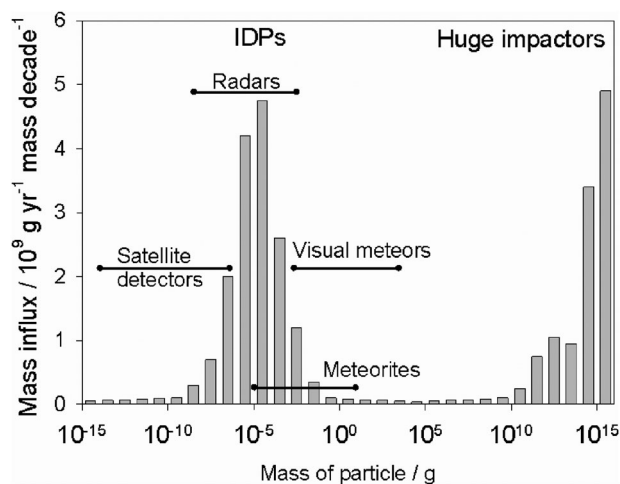 IDPs
Huge impactors
Radars
Satellite
detectors
Visual meteors
Meteorites
6
5
4
3
2
1
0
Mass influx / 10⁹ g yr⁻¹ mass decade⁻¹
10⁻¹⁵ 10⁻¹⁰ 10⁻⁵ 10⁰ 10⁵ 10¹⁰ 10¹⁵
Mass of particle / g